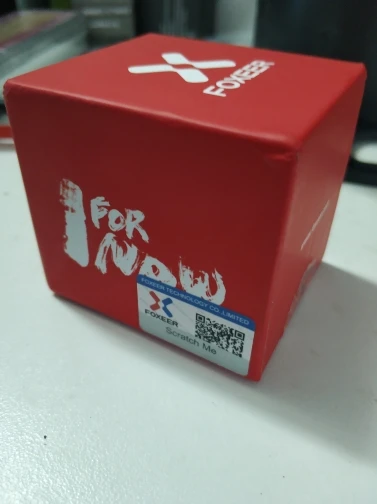 FOXEER
I FOR
NOW
FOXEER TECHNOLOGY CO., LIMITED
FOXEER
Scratch Me